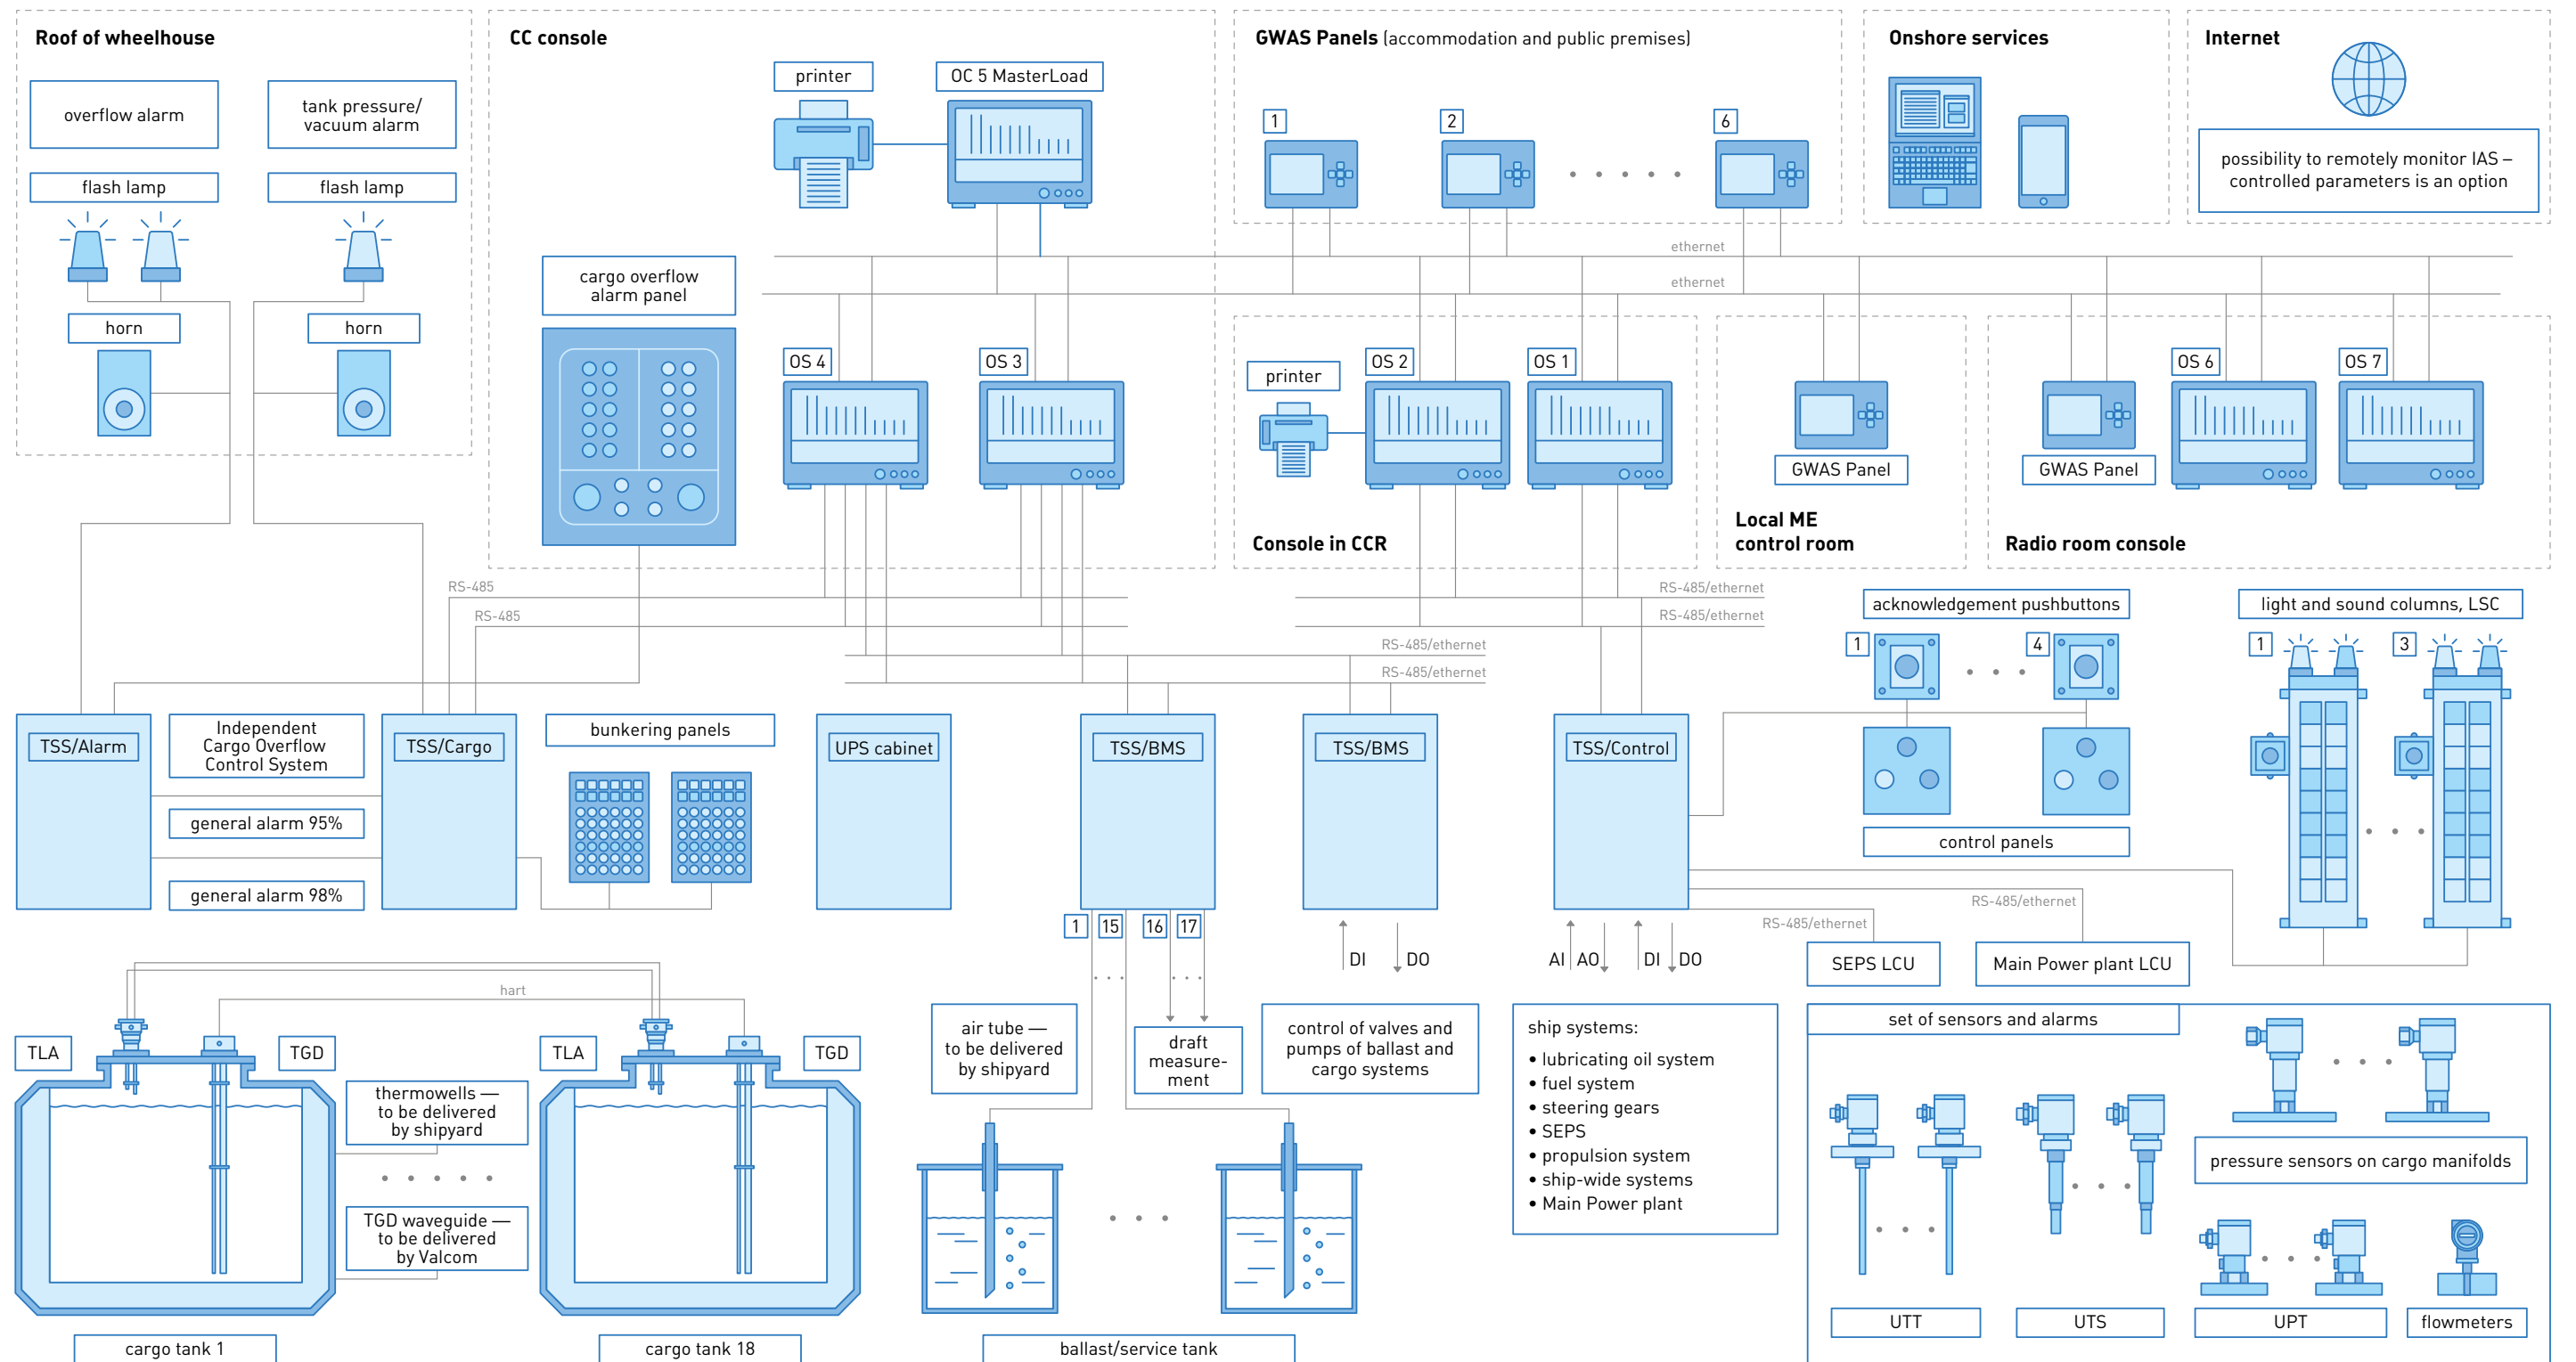 Roof of wheelhouse
overflow alarm
tank pressure/
vacuum alarm
flash lamp
flash lamp
horn
horn
CC console
printer
OC 5 MasterLoad
cargo overflow
alarm panel
OS 4
OS 3
GWAS Panels (accommodation and public premises)
1
2
6
Onshore services
Internet
possibility to remotely monitor IAS –
controlled parameters is an option
ethernet
ethernet
printer
OS 2
OS 1
Console in CCR
GWAS Panel
Local ME
control room
GWAS Panel
OS 6
OS 7
Radio room console
RS-485
RS-485
RS-485/ethernet
RS-485/ethernet
RS-485/ethernet
RS-485/ethernet
acknowledgement pushbuttons
1
4
light and sound columns, LSC
1
3
TSS/Alarm
Independent
Cargo Overflow
Control System
general alarm 95%
general alarm 98%
TSS/Cargo
bunkering panels
UPS cabinet
TSS/BMS
TSS/BMS
TSS/Control
control panels
1
15
16
17
DI
DO
AI
AO
DI
DO
RS-485/ethernet
RS-485/ethernet
SEPS LCU
Main Power plant LCU
hart
TLA
TGD
TLA
TGD
thermowells —
to be delivered
by shipyard
TGD waveguide —
to be delivered
by Valcom
cargo tank 1
cargo tank 18
air tube —
to be delivered
by shipyard
draft
measure-
ment
control of valves and
pumps of ballast and
cargo systems
ballast/service tank
ship systems:
• lubricating oil system
• fuel system
• steering gears
• SEPS
• propulsion system
• ship-wide systems
• Main Power plant
set of sensors and alarms
pressure sensors on cargo manifolds
UTT
UTS
UPT
flowmeters